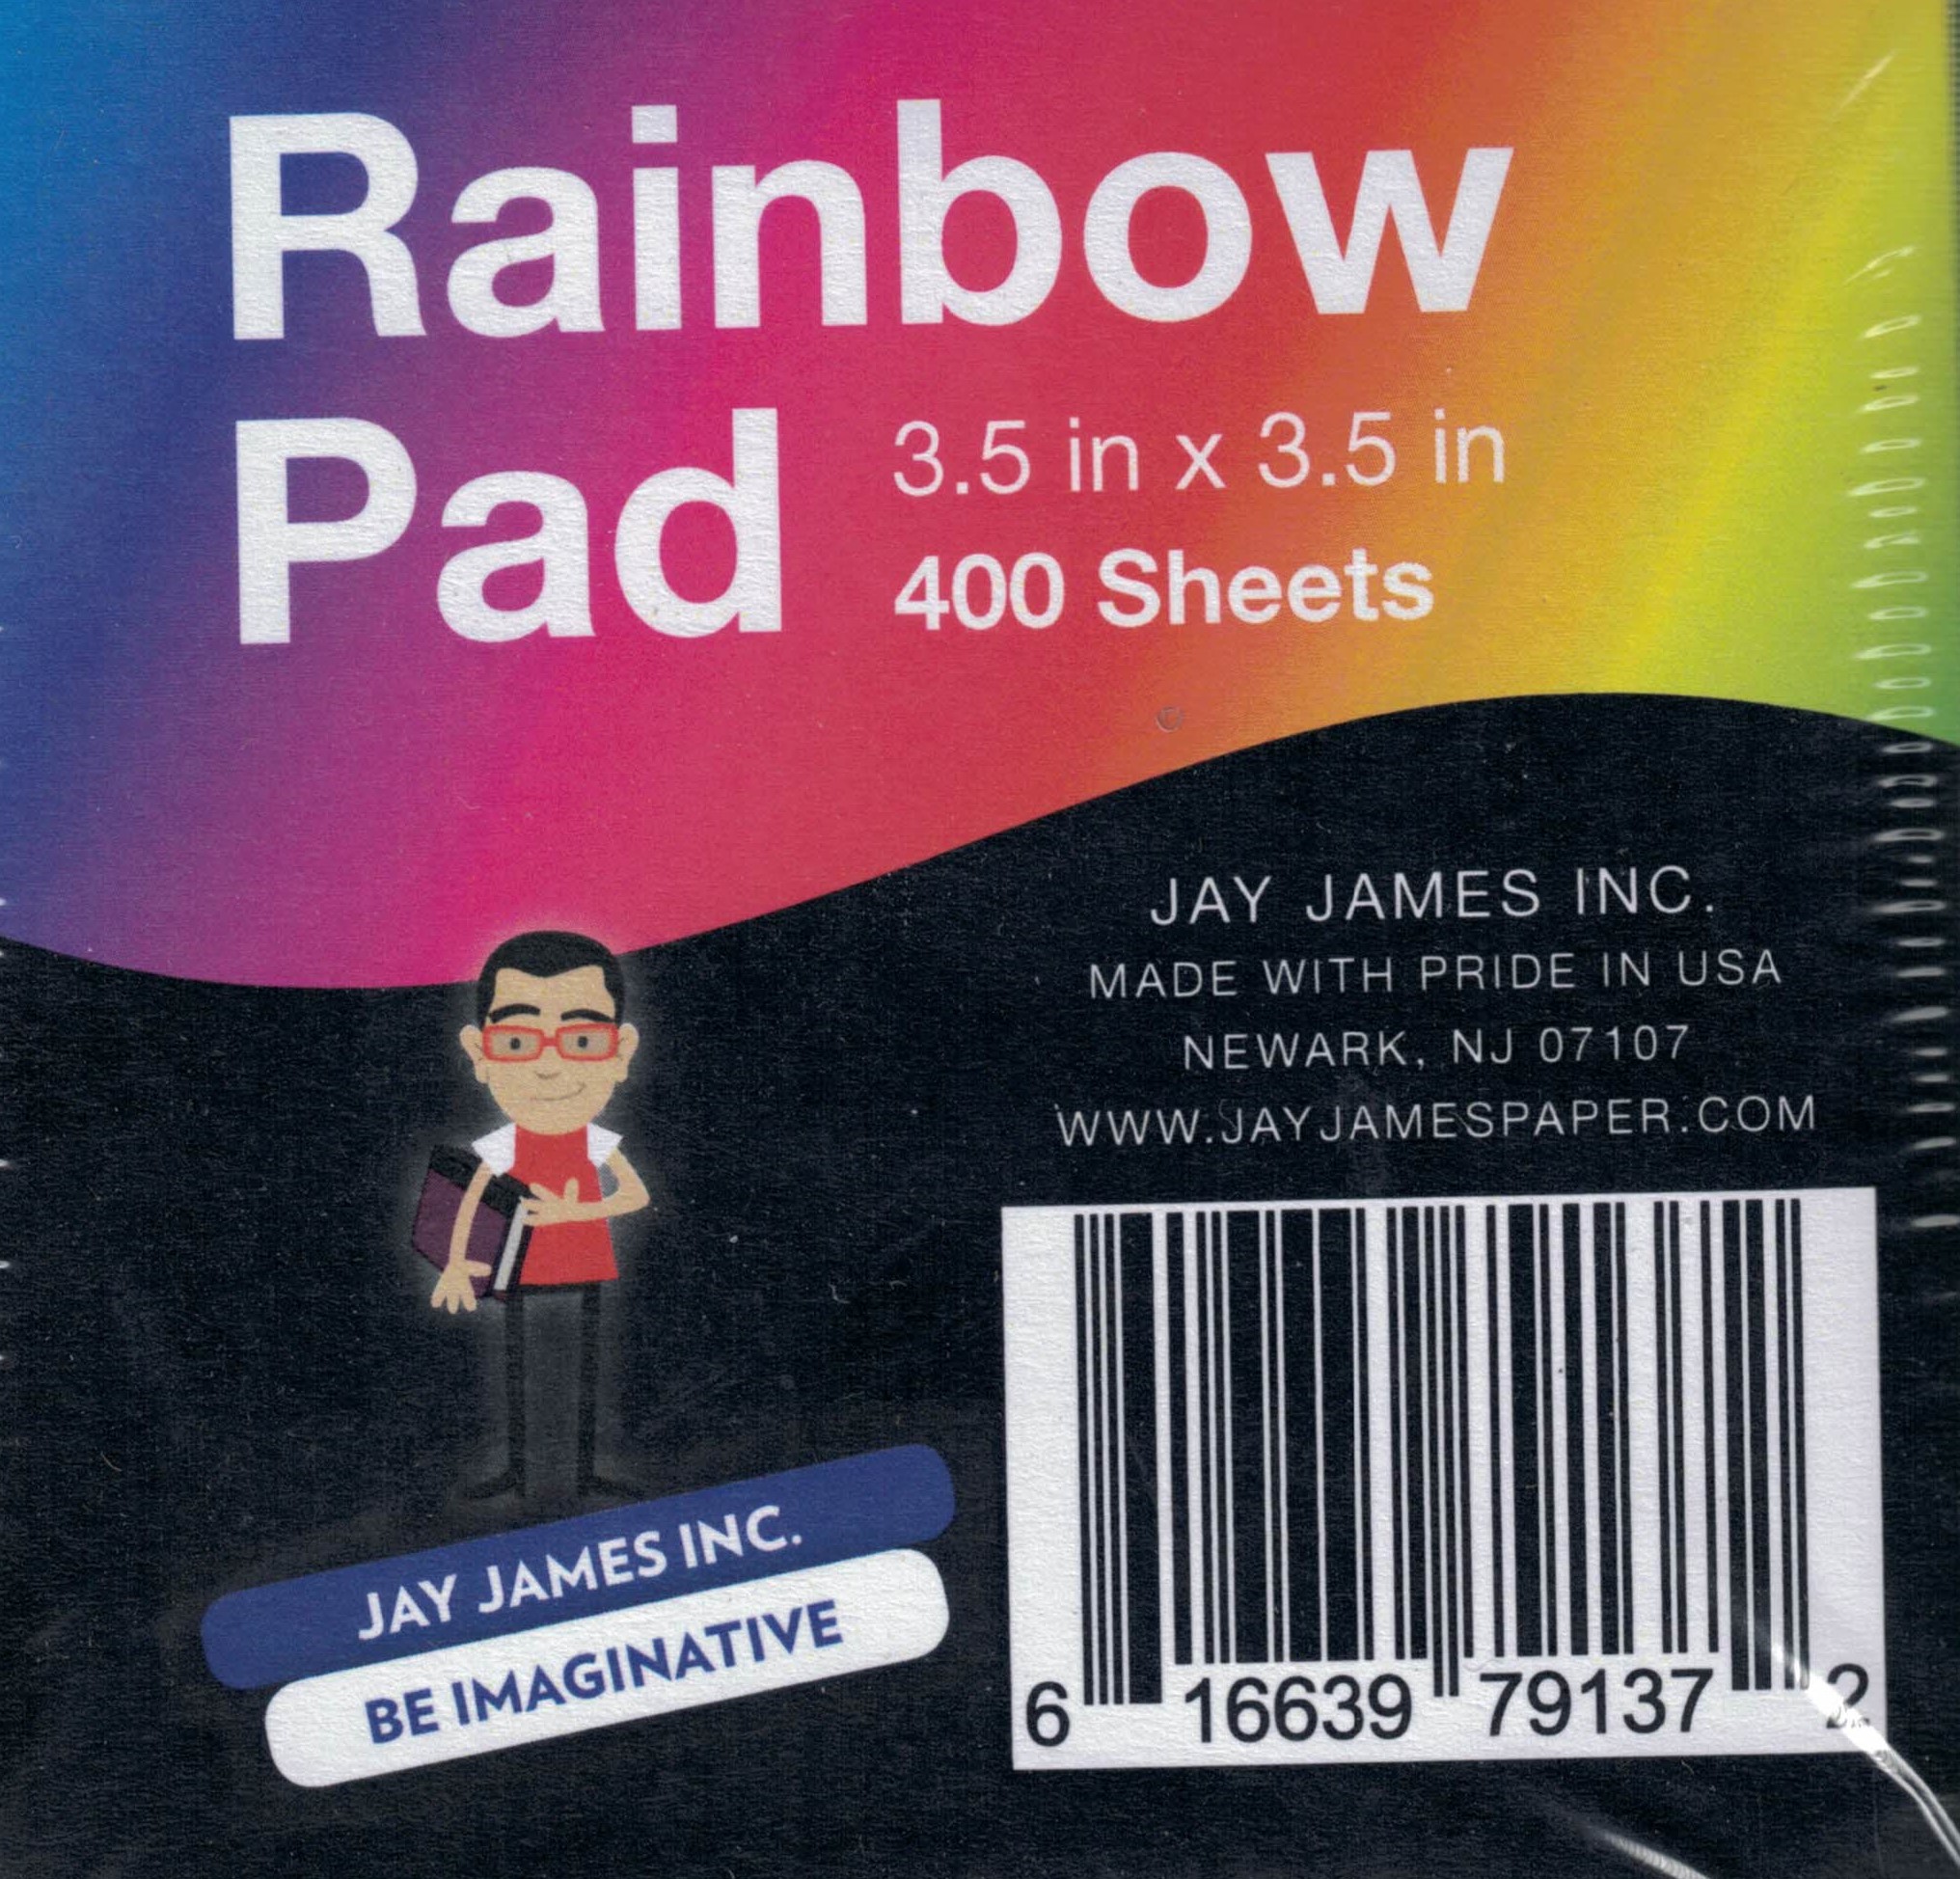 Rainbow
Pad
3.5 in x 3.5 in
400 Sheets
JAY JAMES INC.
MADE WITH PRIDE IN USA
NEWARK, NJ 07107
WWW.JAYJAMESPAPER.COM
JAY JAMES INC.
BE IMAGINATIVE
6 16639 79137 2